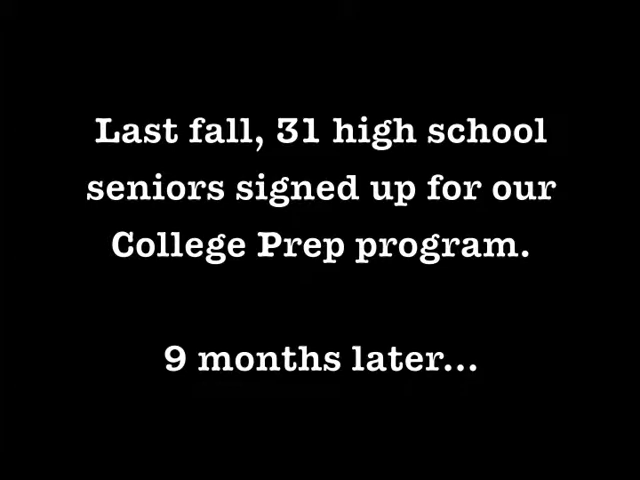 Last fall, 31 high school
seniors signed up for our
College Prep program.
9 months later...